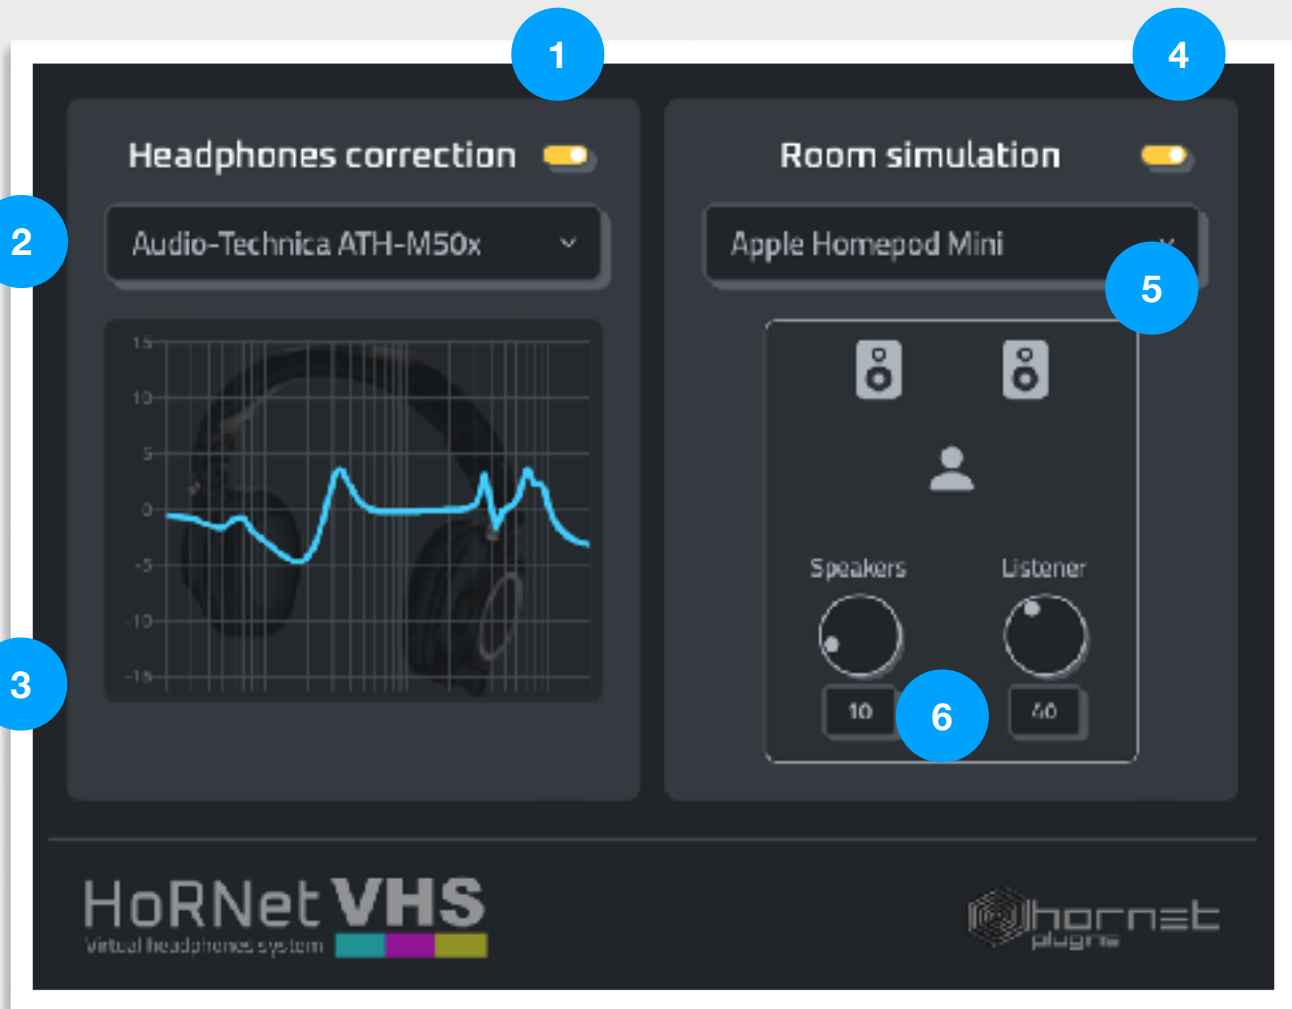 1
4
Headphones correction
Room simulation
2
Audio-Technica ATH-M50x
Apple Homepod Mini
5
15
10
5
0
-5
-10
-15
3
Speakers
Listener
10
6
40
HoRNet VHS
Virtual headphones system
hornet
plugins